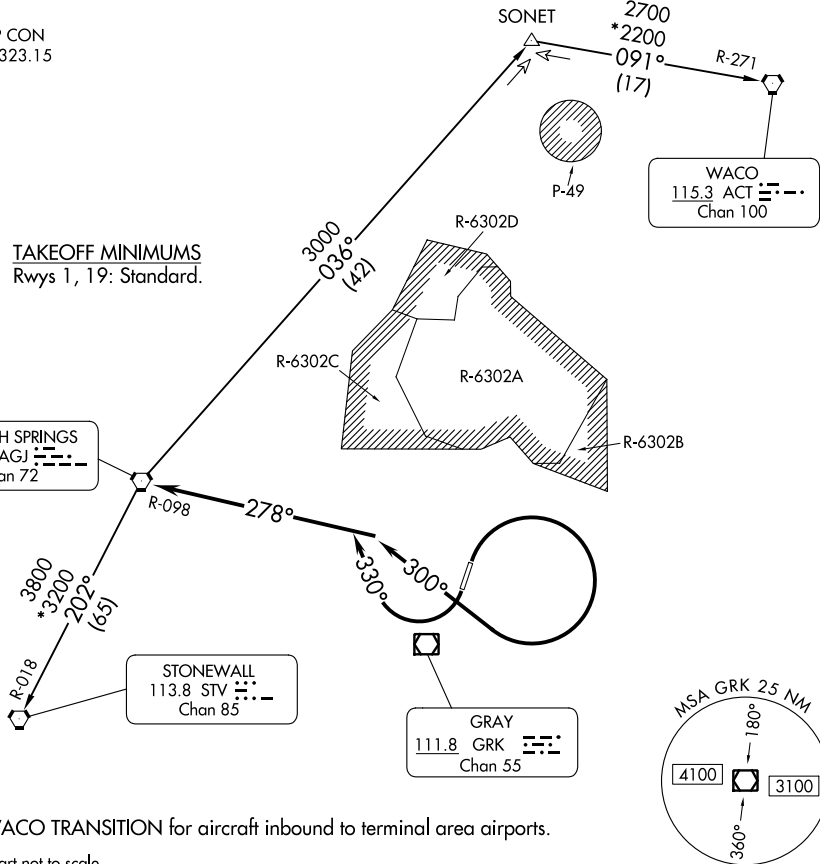 P CON
323.15
SONET
2700
*2200
091°
(17)
R-271
WACO
115.3 ACT
Chan 100
P-49
TAKEOFF MINIMUMS
Rwys 1, 19: Standard.
3000
036°
(42)
R-6302D
R-6302C
R-6302A
R-6302B
H SPRINGS
AGJ
an 72
R-098
278°
330°
300°
3800
*3200
202°
(65)
R-018
STONEWALL
113.8 STV
Chan 85
GRAY
111.8 GRK
Chan 55
MSA GRK 25 NM
180°
4100
3100
360°
WACO TRANSITION for aircraft inbound to terminal area airports.
art not to scale